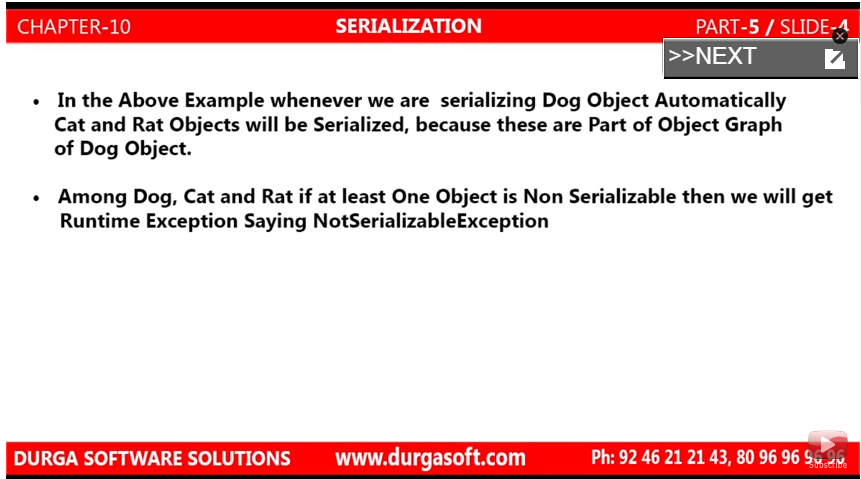 CHAPTER-10 SERIALIZATION PART-5 / SLIDE-4
>>NEXT
• In the Above Example whenever we are serializing Dog Object Automatically
Cat and Rat Objects will be Serialized, because these are Part of Object Graph
of Dog Object.
• Among Dog, Cat and Rat if at least One Object is Non Serializable then we will get
Runtime Exception Saying NotSerializableException
DURGA SOFTWARE SOLUTIONS www.durgasoft.com Ph: 92 46 21 21 43, 80 96 96 96 96
Subscribe